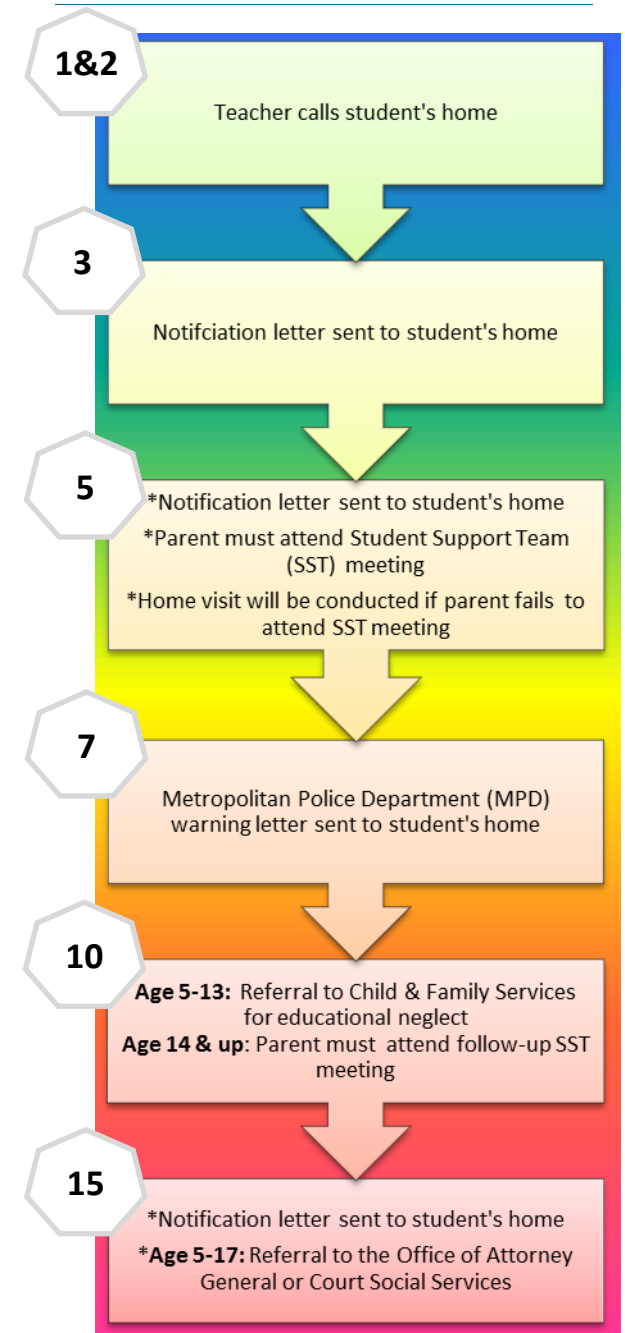 1&2
Teacher calls student's home
3
Notifciation letter sent to student's home
5
*Notification letter sent to student's home
*Parent must attend Student Support Team
(SST) meeting
*Home visit will be conducted if parent fails to
attend SST meeting
7
Metropolitan Police Department (MPD)
warning letter sent to student's home
10
Age 5-13: Referral to Child & Family Services
for educational neglect
Age 14 & up: Parent must attend follow-up SST
meeting
15
*Notification letter sent to student's home
*Age 5-17: Referral to the Office of Attorney
General or Court Social Services